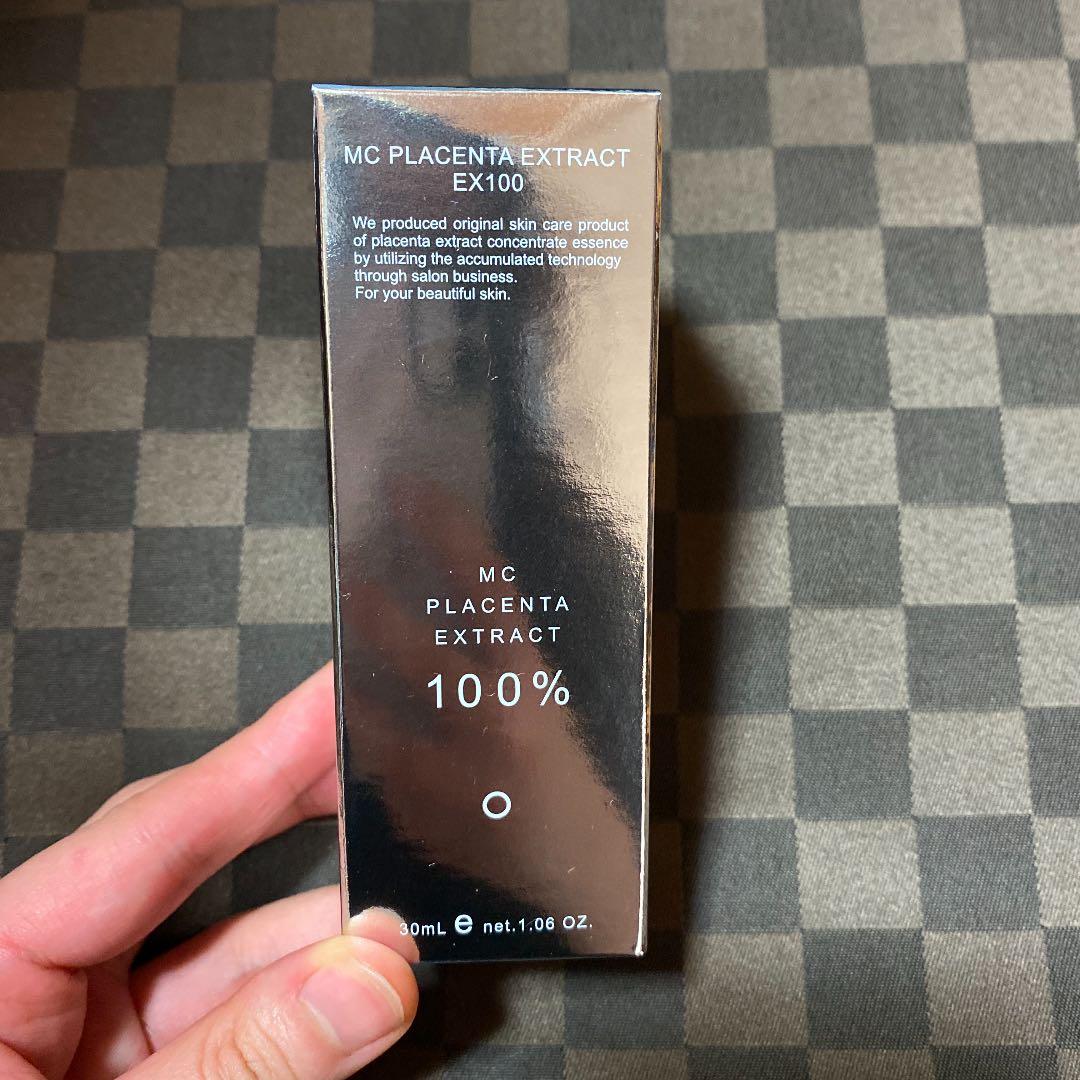 MC PLACENTA EXTRACT
EX100
We produced original skin care product
of placenta extract concentrate essence
by utilizing the accumulated technology
through salon business.
For your beautiful skin.
MC
PLACENTA
EXTRACT
100%
30mL e net.1.06 OZ.